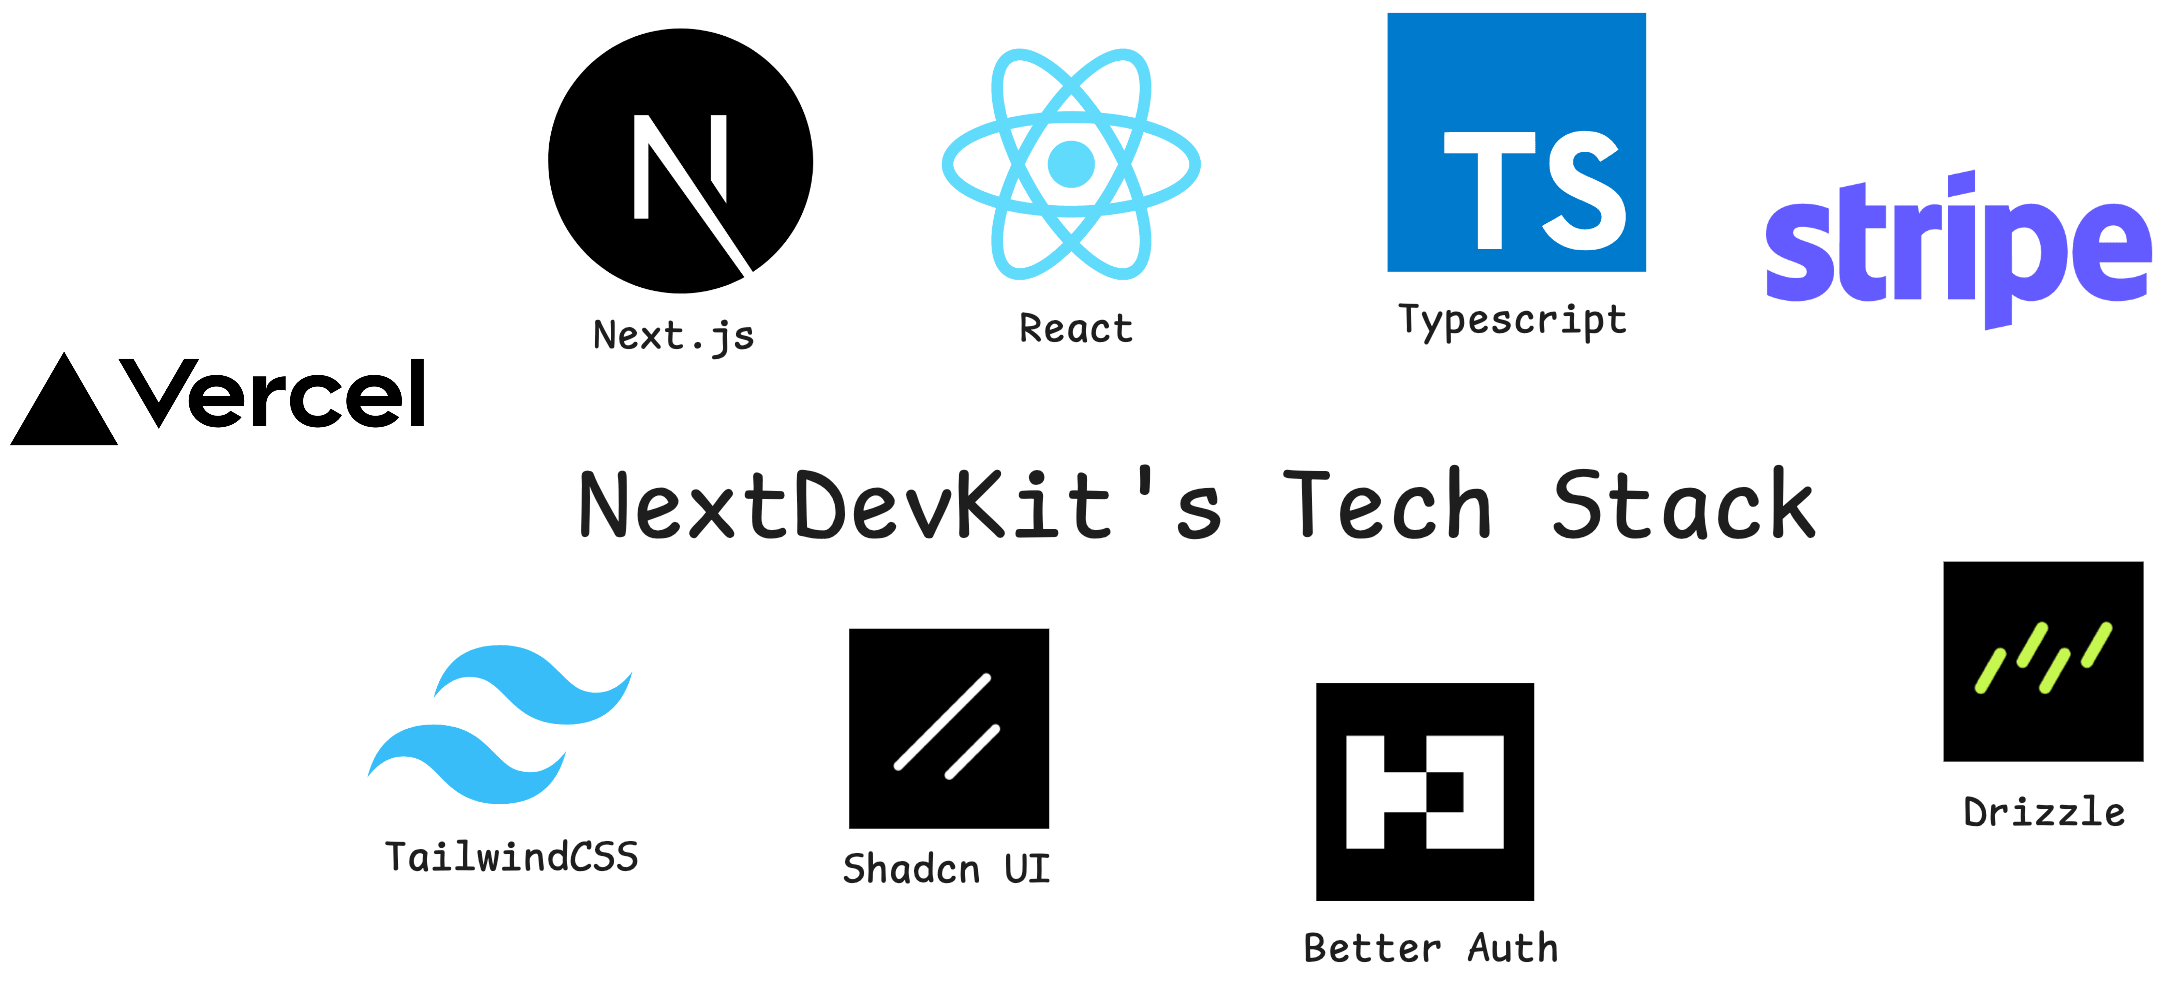 N
TS
stripe
Next.js
React
Typescript
Vercel
NextDevKit's Tech Stack
TailwindCSS
Shadcn UI
Better Auth
Drizzle